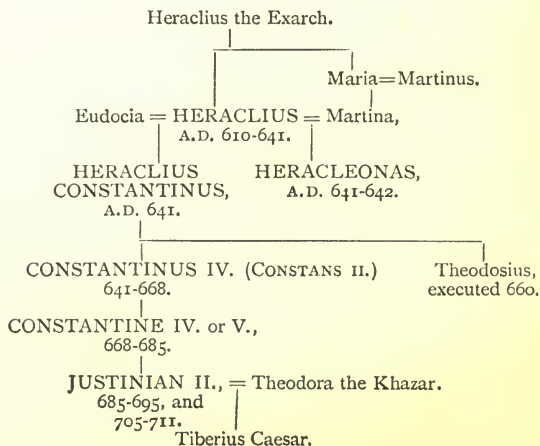 Heraclius the Exarch.
Maria=Martinus.
Eudocia = HERACLIUS = Martina,
A.D. 610-641.
HERACLIUS HERACLEONAS,
CONSTANTINUS, A.D. 641-642.
A.D. 641.
CONSTANTINUS IV. (CONSTANS II.) Theodosius,
641-668. executed 660.
CONSTANTINE IV. or V.,
668-685.
JUSTINIAN II., = Theodora the Khazar.
685-695, and
705-711.
Tiberius Caesar.